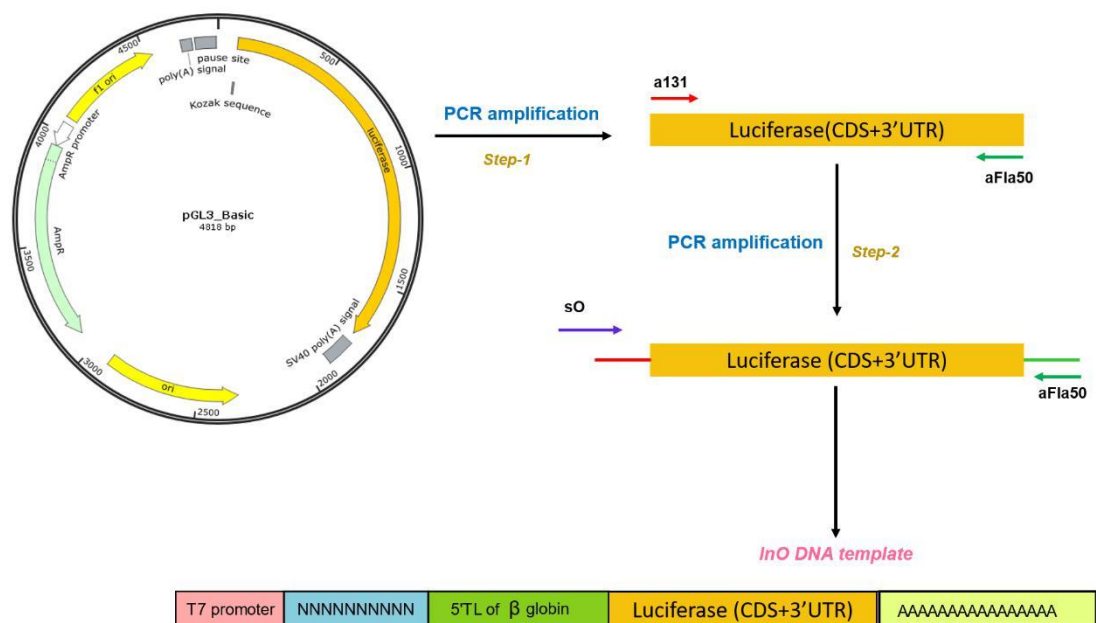 4500
500
1000
1500
2000
2500
3000
3500
4000
f1 ori
poly(A) signal
pause site
Kozak sequence
luciferase
AmpR promoter
AmpR
SV40 poly(A) signal
ori
pGL3_Basic
4818 bp
PCR amplification
Step-1
a131
Luciferase(CDS+3'UTR)
aFla50
PCR amplification
Step-2
sO
Luciferase (CDS+3'UTR)
aFla50
InO DNA template
T7 promoter
NNNNNNNNNN
5'TL of β globin
Luciferase (CDS+3'UTR)
AAAAAAAAAAAAAAAA